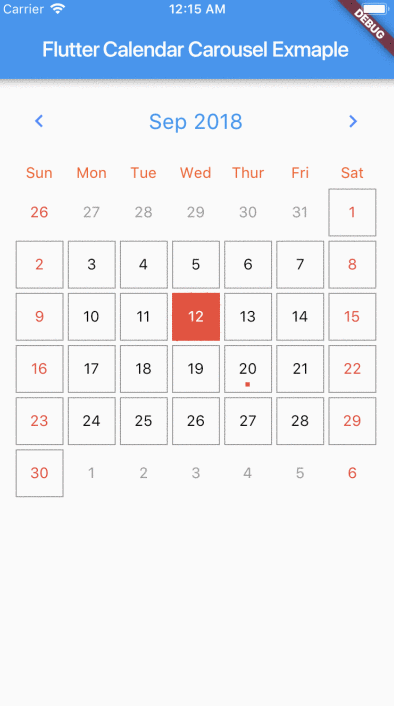 Carrier 12:15 AM
DEBUG
Flutter Calendar Carousel Exmaple
Sep 2018
Sun Mon Tue Wed Thur Fri Sat
26 27 28 29 30 31 1
2 3 4 5 6 7 8
9 10 11 12 13 14 15
16 17 18 19 20 21 22
23 24 25 26 27 28 29
30 1 2 3 4 5 6